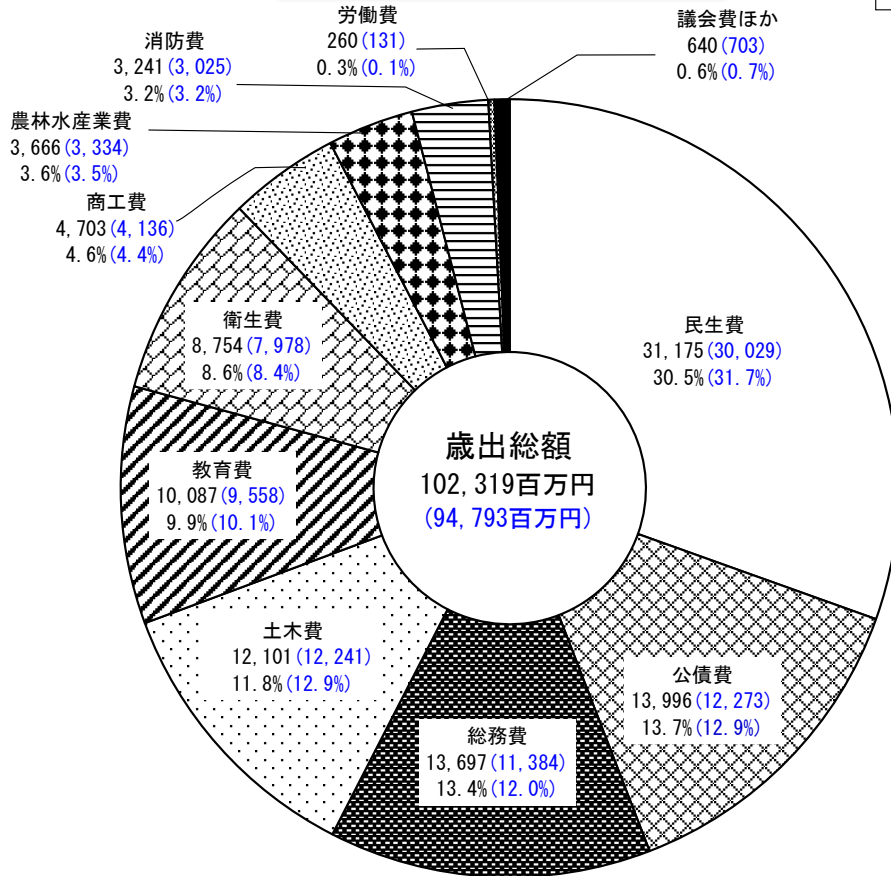 労働費
260(131)
0.3%(0.1%)
議会費ほか
640(703)
0.6%(0.7%)
消防費
3,241(3,025)
3.2%(3.2%)
農林水産業費
3,666(3,334)
3.6%(3.5%)
商工費
4,703(4,136)
4.6%(4.4%)
衛生費
8,754(7,978)
8.6%(8.4%)
民生費
31,175(30,029)
30.5%(31.7%)
歳出総額
102,319百万円
(94,793百万円)
教育費
10,087(9,558)
9.9%(10.1%)
土木費
12,101(12,241)
11.8%(12.9%)
公債費
13,996(12,273)
13.7%(12.9%)
総務費
13,697(11,384)
13.4%(12.0%)